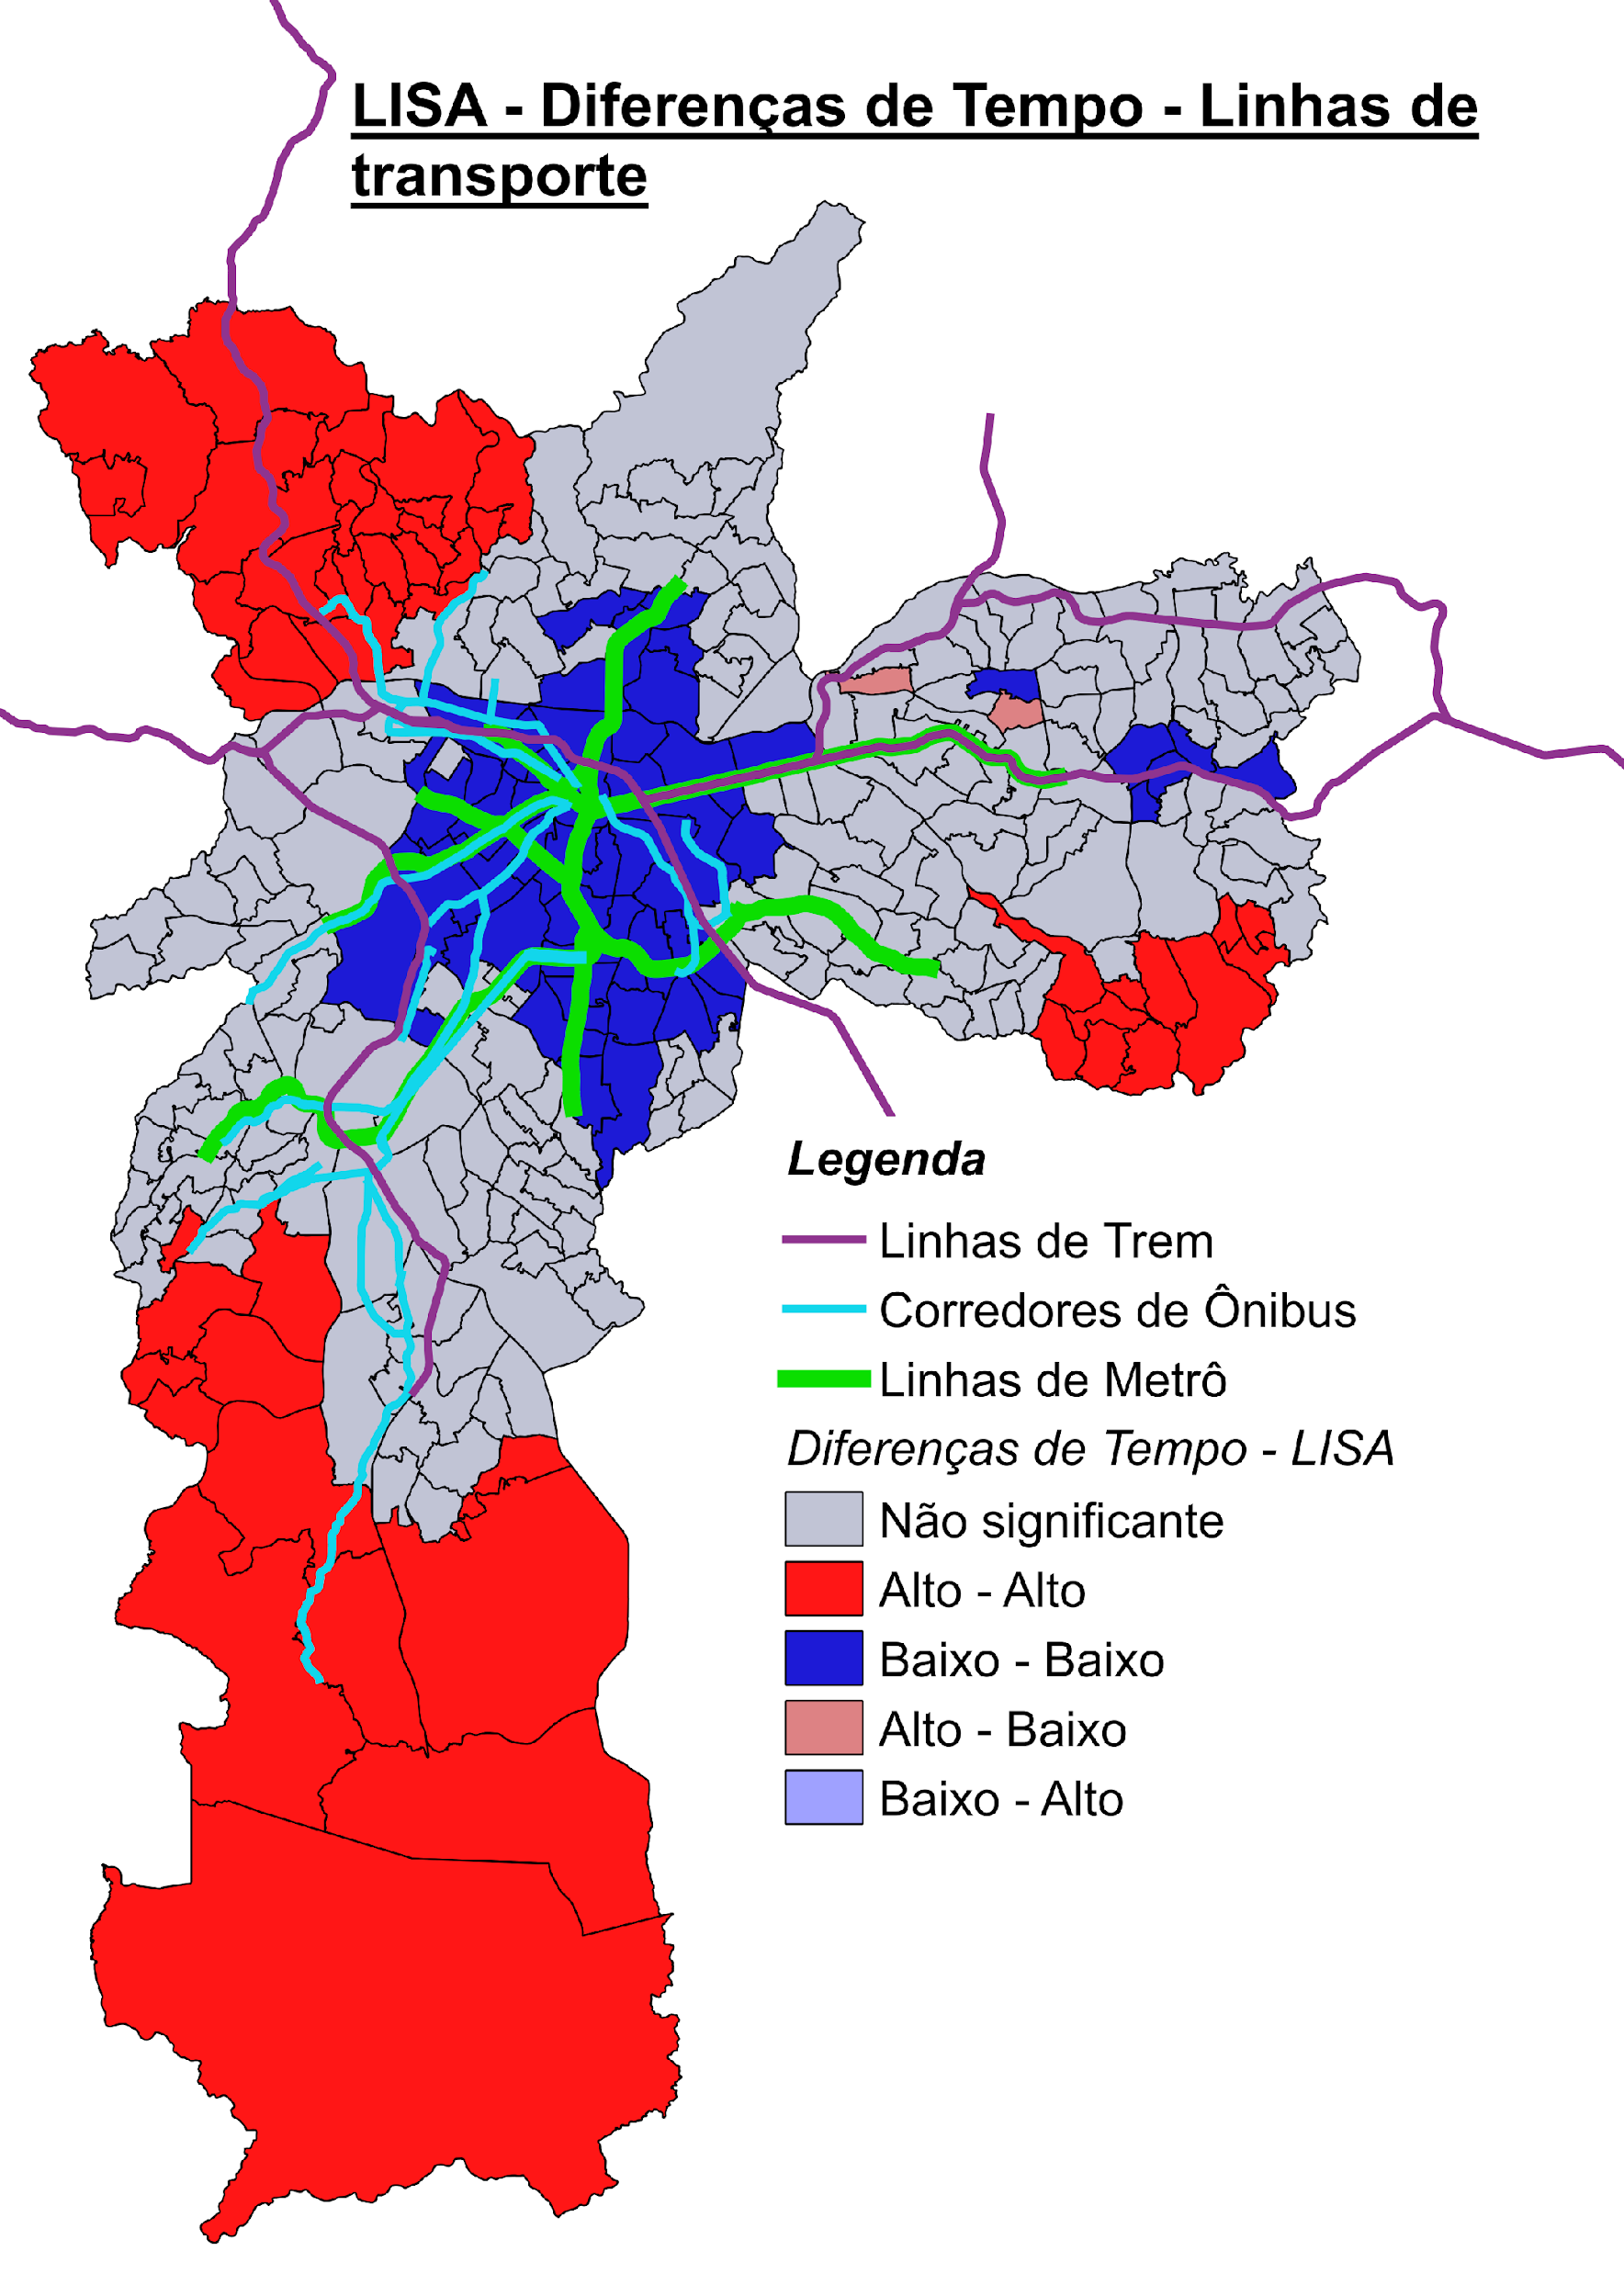 LISA - Diferenças de Tempo - Linhas de
transporte
Legenda
Linhas de Trem
Corredores de Ônibus
Linhas de Metrô
Diferenças de Tempo - LISA
Não significante
Alto - Alto
Baixo - Baixo
Alto - Baixo
Baixo - Alto